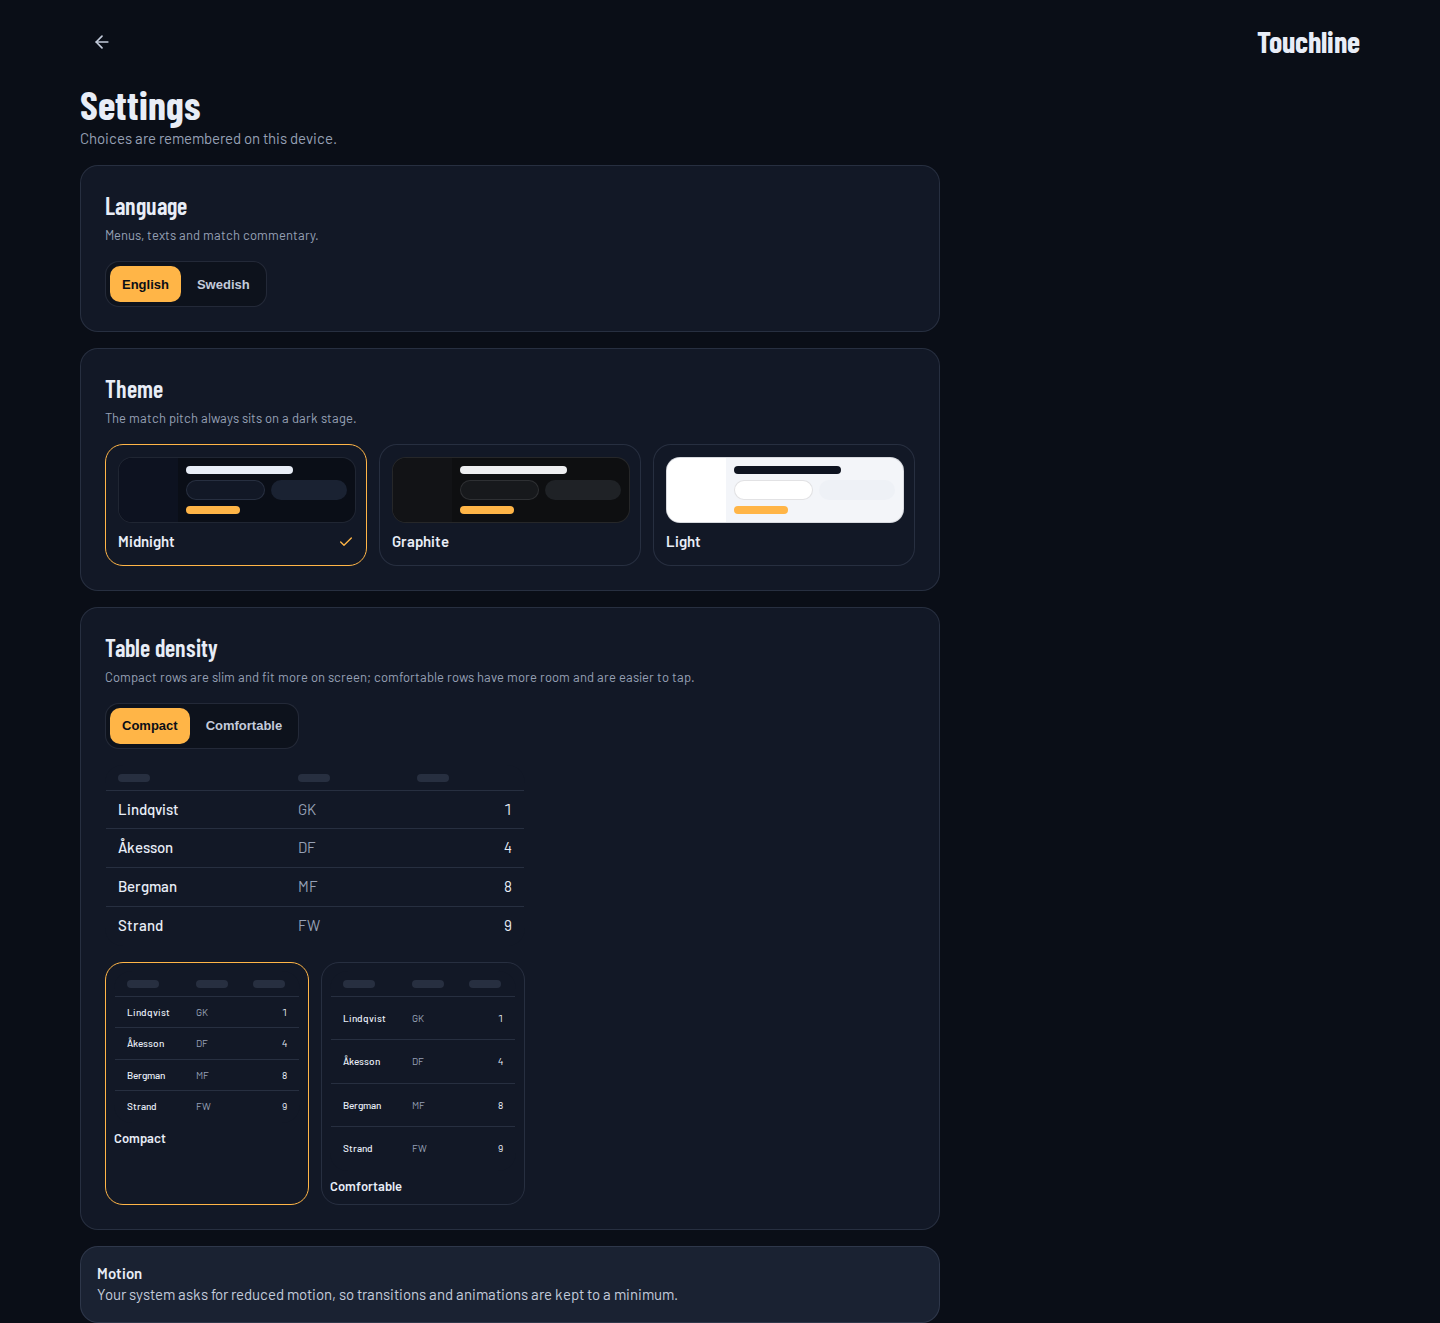 Touchline
Settings
Choices are remembered on this device.
Language
Menus, texts and match commentary.
English Swedish
Theme
The match pitch always sits on a dark stage.
Midnight Graphite Light
Table density
Compact rows are slim and fit more on screen; comfortable rows have more room and are easier to tap.
Compact Comfortable
Lindqvist GK 1
Åkesson DF 4
Bergman MF 8
Strand FW 9
Lindqvist GK 1
Åkesson DF 4
Bergman MF 8
Strand FW 9
Compact
Lindqvist GK 1
Åkesson DF 4
Bergman MF 8
Strand FW 9
Comfortable
Motion
Your system asks for reduced motion, so transitions and animations are kept to a minimum.